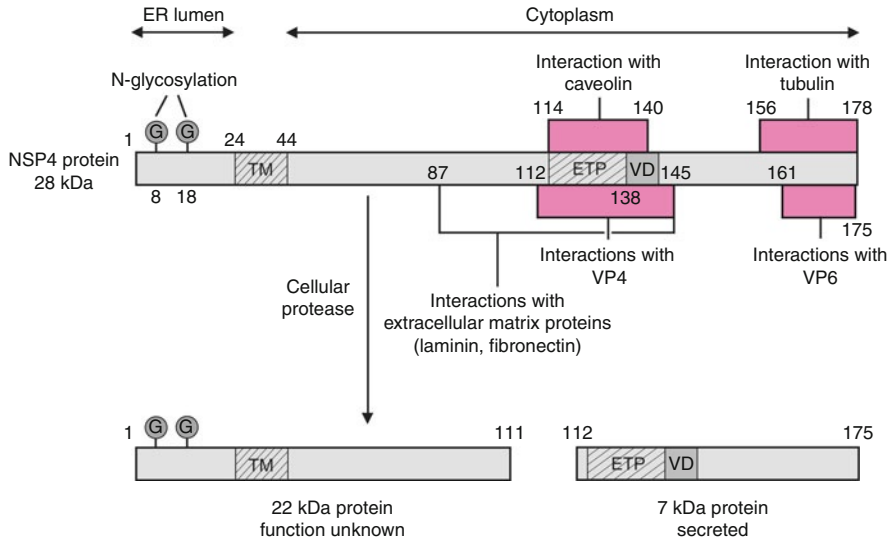 ER lumen
Cytoplasm
N-glycosylation
Interaction with
caveolin
Interaction with
tubulin
114
140
156
178
G
G
1
24
44
NSP4 protein
28 kDa
TM
87
112
ETP
VD
145
161
8
18
138
175
Interactions with
VP4
Interactions with
VP6
Cellular
protease
Interactions with
extracellular matrix proteins
(laminin, fibronectin)
G
G
1
111
112
175
TM
ETP
VD
22 kDa protein
function unknown
7 kDa protein
secreted